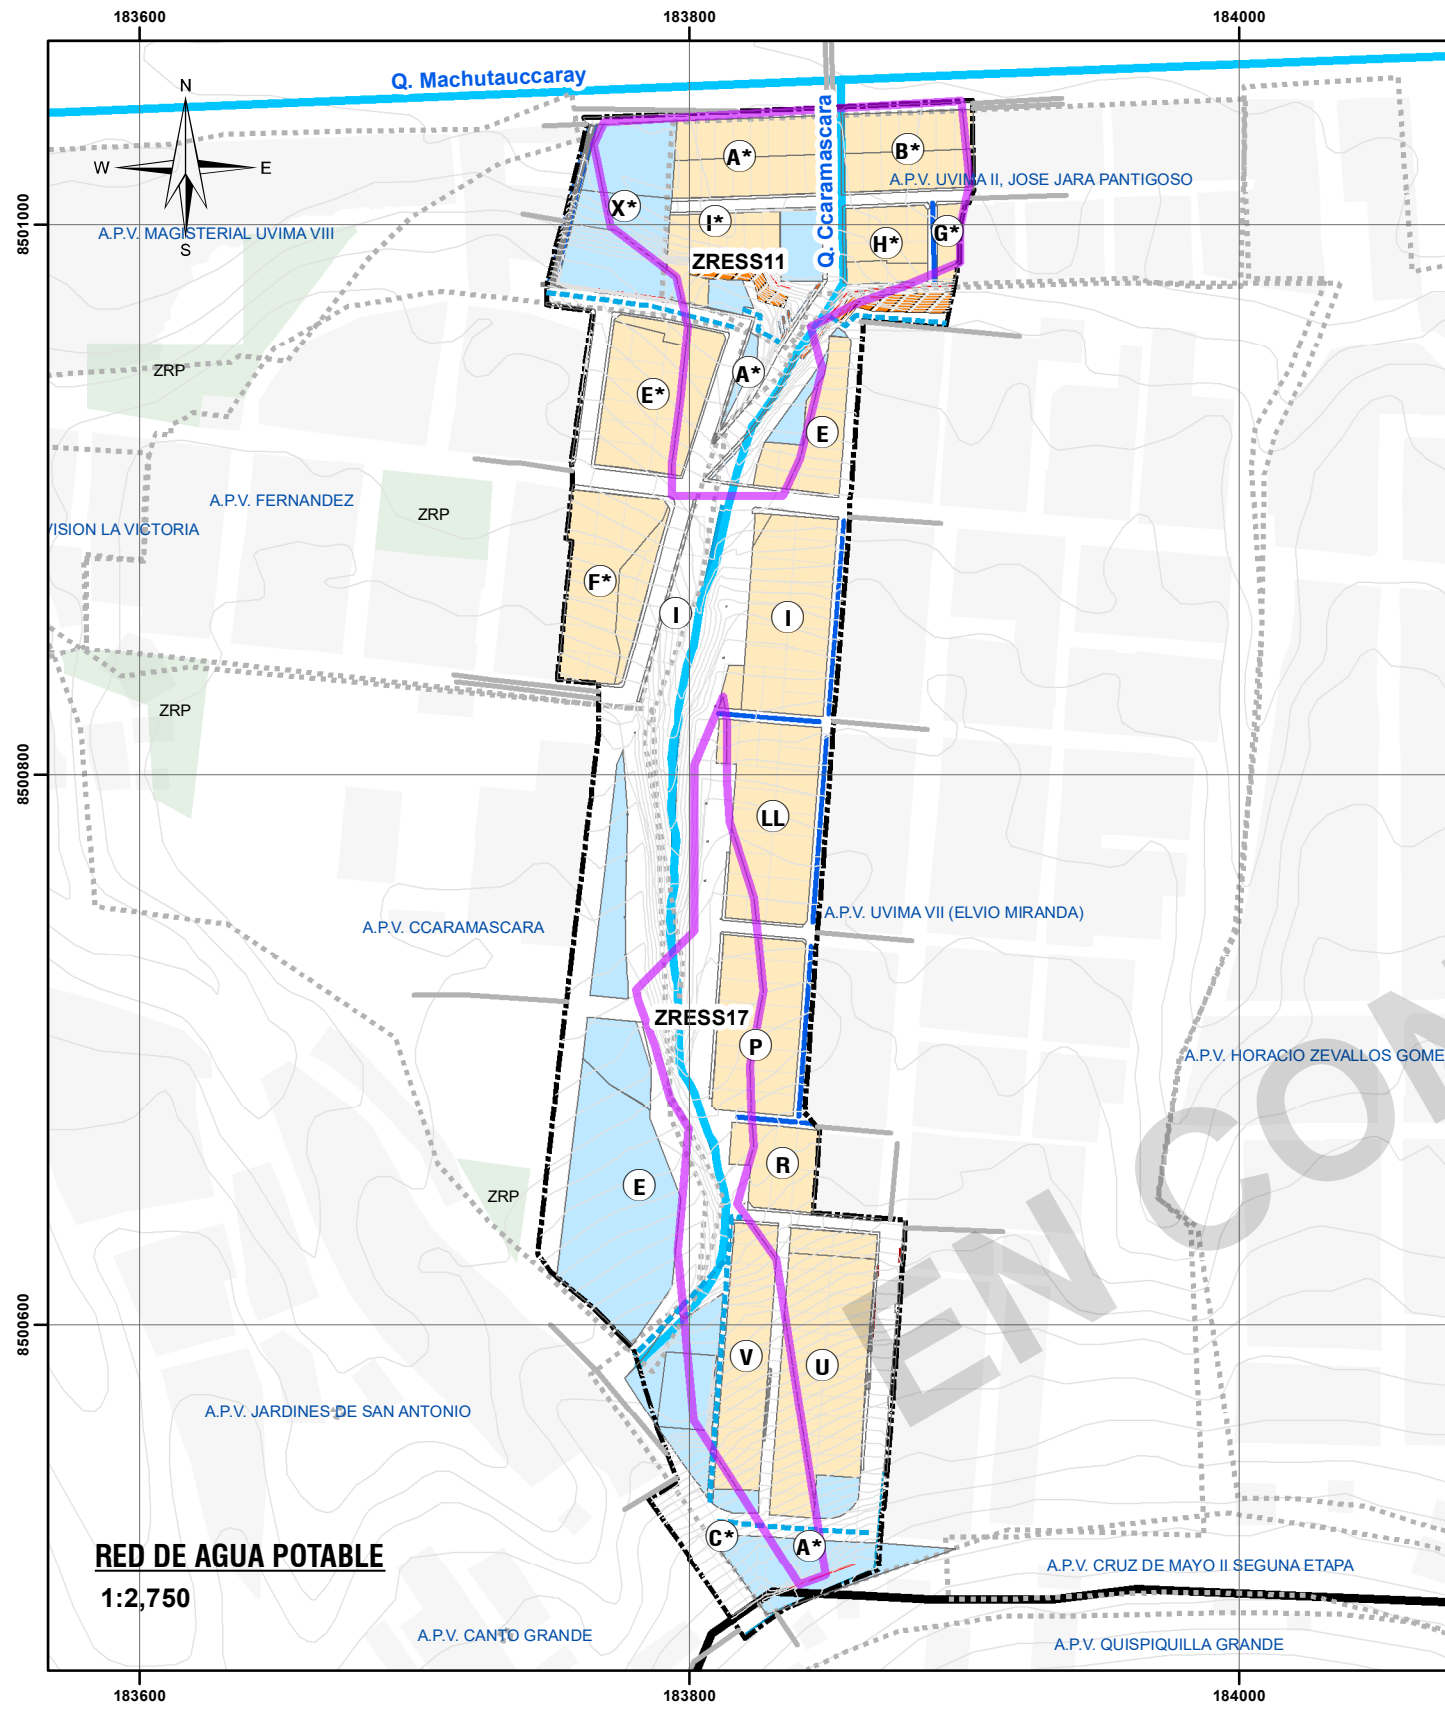 183600
183800
184000
Q. Machutauccaray
N
W
E
S
Q. Ccaramascara
A*
B*
A.P.V. UVIMA II, JOSE JARA PANTIGOSO
X*
I*
G*
H*
8501000
A.P.V. MAGISTERIAL UVIMA VIII
ZRESS11
ZRP
A*
E*
E
A.P.V. FERNANDEZ
ZRP
VISION LA VICTORIA
F*
I
I
ZRP
8500800
LL
A.P.V. UVIMA VII (ELVIO MIRANDA)
A.P.V. CCARAMASCARA
ZRESS17
P
A.P.V. HORACIO ZEVALLOS GOME
R
E
ZRP
EN CON
8500600
V
U
A.P.V. JARDINES DE SAN ANTONIO
C*
A*
RED DE AGUA POTABLE
1:2,750
A.P.V. CRUZ DE MAYO II SEGUNA ETAPA
A.P.V. CANTO GRANDE
A.P.V. QUISPIQUILLA GRANDE
183600
183800
184000